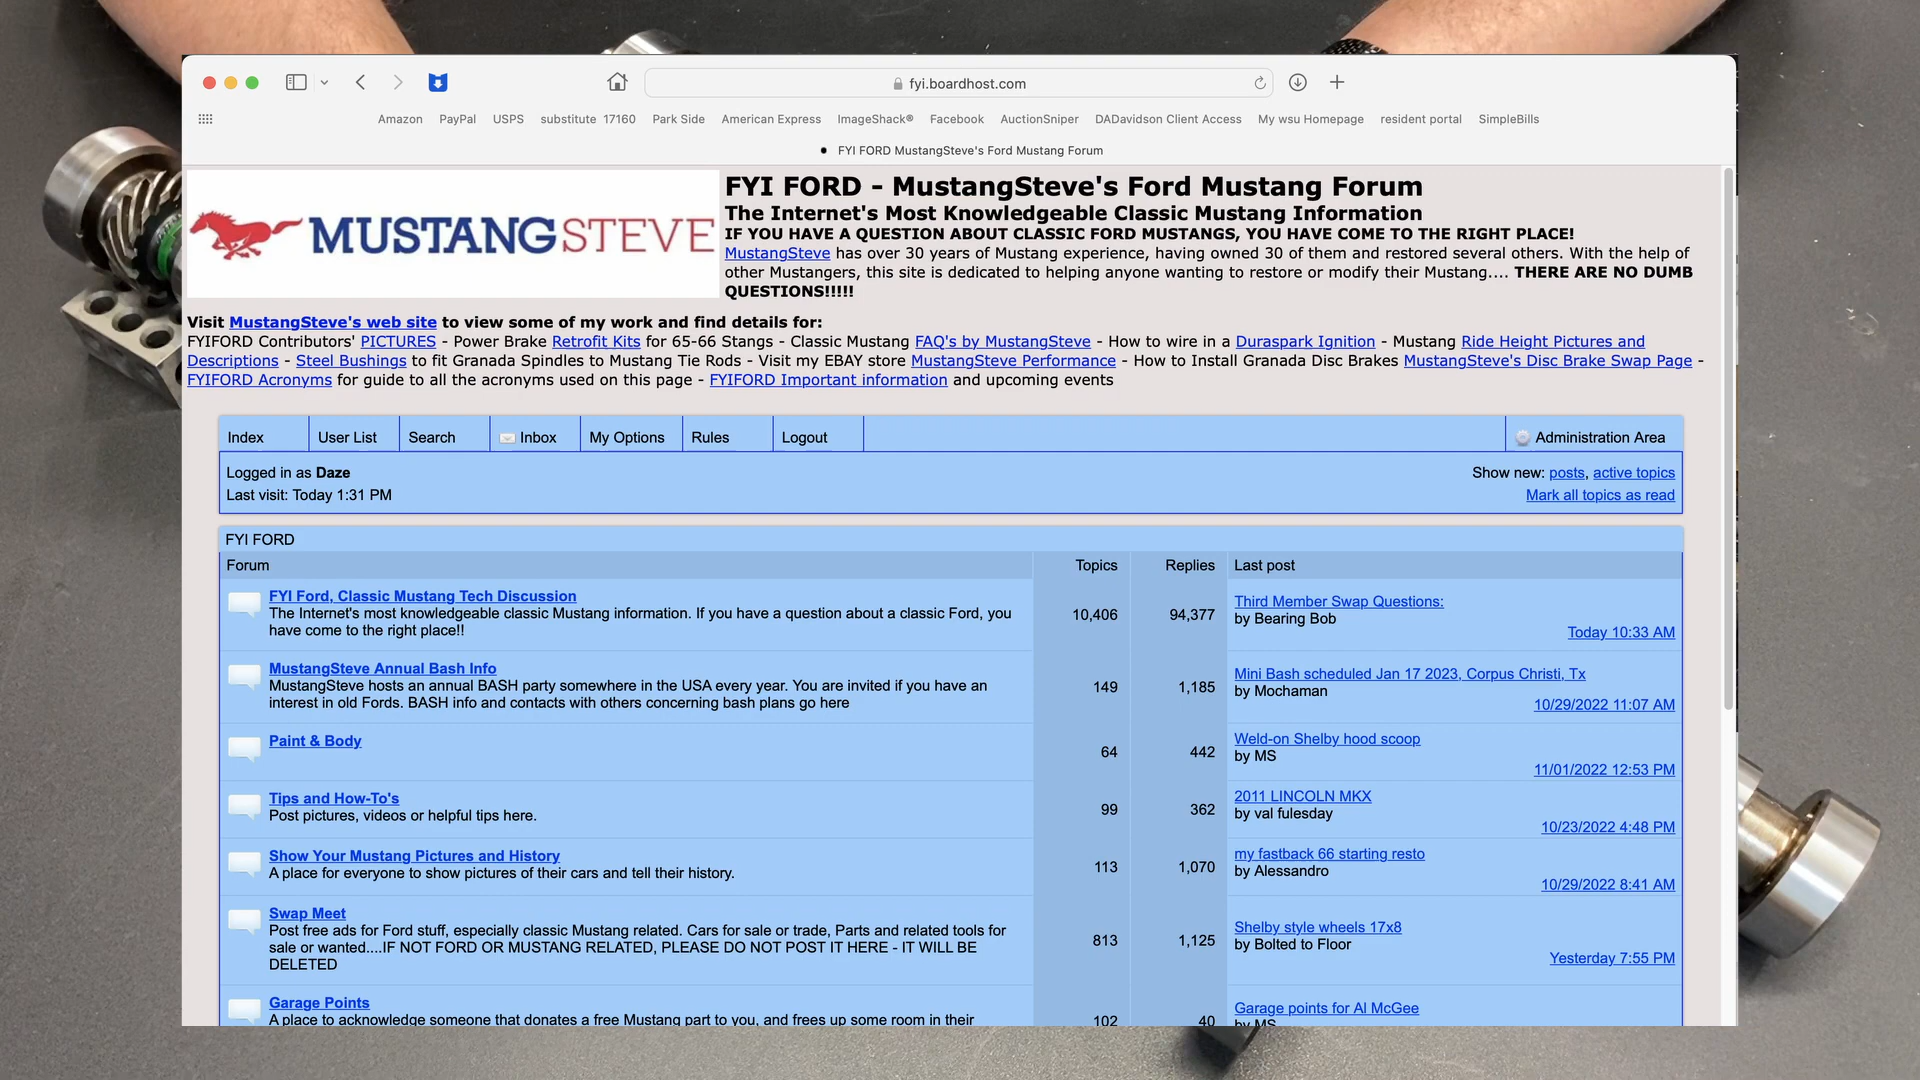 fyi.boardhost.com
Amazon PayPal USPS substitute 17160 Park Side American Express ImageShack® Facebook AuctionSniper DADavidson Client Access My wsu Homepage resident portal SimpleBills
FYI FORD MustangSteve's Ford Mustang Forum
MUSTANGSTEVE
FYI FORD - MustangSteve's Ford Mustang Forum
The Internet's Most Knowledgeable Classic Mustang Information
IF YOU HAVE A QUESTION ABOUT CLASSIC FORD MUSTANGS, YOU HAVE COME TO THE RIGHT PLACE!
MustangSteve has over 30 years of Mustang experience, having owned 30 of them and restored several others. With the help of
other Mustangers, this site is dedicated to helping anyone wanting to restore or modify their Mustang.... THERE ARE NO DUMB
QUESTIONS!!!!!
Visit MustangSteve's web site to view some of my work and find details for:
FYIFORD Contributors' PICTURES - Power Brake Retrofit Kits for 65-66 Stangs - Classic Mustang FAQ's by MustangSteve - How to wire in a Duraspark Ignition - Mustang Ride Height Pictures and
Descriptions - Steel Bushings to fit Granada Spindles to Mustang Tie Rods - Visit my EBAY store MustangSteve Performance - How to Install Granada Disc Brakes MustangSteve's Disc Brake Swap Page -
FYIFORD Acronyms for guide to all the acronyms used on this page - FYIFORD Important information and upcoming events
Index User List Search Inbox My Options Rules Logout Administration Area
Logged in as Daze
Last visit: Today 1:31 PM
Show new: posts, active topics
Mark all topics as read
FYI FORD
Forum Topics Replies Last post
FYI Ford, Classic Mustang Tech Discussion
The Internet's most knowledgeable classic Mustang information. If you have a question about a classic Ford, you
have come to the right place!!
10,406 94,377
Third Member Swap Questions:
by Bearing Bob
Today 10:33 AM
MustangSteve Annual Bash Info
MustangSteve hosts an annual BASH party somewhere in the USA every year. You are invited if you have an
interest in old Fords. BASH info and contacts with others concerning bash plans go here
149 1,185
Mini Bash scheduled Jan 17 2023, Corpus Christi, Tx
by Mochaman
10/29/2022 11:07 AM
Paint & Body
64 442
Weld-on Shelby hood scoop
by MS
11/01/2022 12:53 PM
Tips and How-To's
Post pictures, videos or helpful tips here.
99 362
2011 LINCOLN MKX
by val fulesday
10/23/2022 4:48 PM
Show Your Mustang Pictures and History
A place for everyone to show pictures of their cars and tell their history.
113 1,070
my fastback 66 starting resto
by Alessandro
10/29/2022 8:41 AM
Swap Meet
Post free ads for Ford stuff, especially classic Mustang related. Cars for sale or trade, Parts and related tools for
sale or wanted....IF NOT FORD OR MUSTANG RELATED, PLEASE DO NOT POST IT HERE - IT WILL BE
DELETED
813 1,125
Shelby style wheels 17x8
by Bolted to Floor
Yesterday 7:55 PM
Garage Points
A place to acknowledge someone that donates a free Mustang part to you, and frees up some room in their
102 40
Garage points for Al McGee
by MS